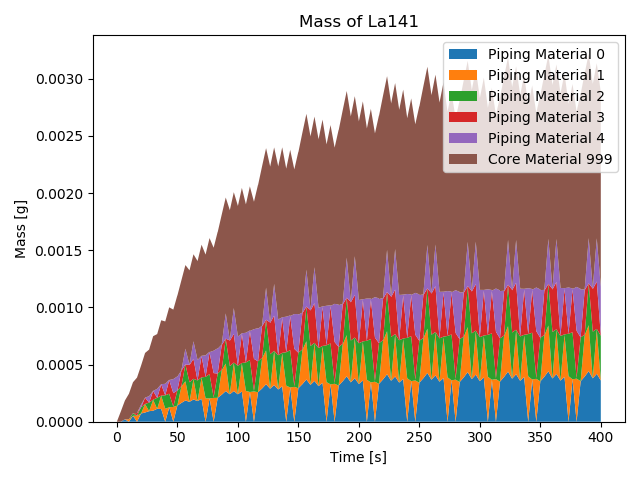 Mass of La141
Mass [g]
0.0030
0.0025
0.0020
0.0015
0.0010
0.0005
0.0000
Piping Material 0
Piping Material 1
Piping Material 2
Piping Material 3
Piping Material 4
Core Material 999
0 50 100 150 200 250 300 350 400
Time [s]